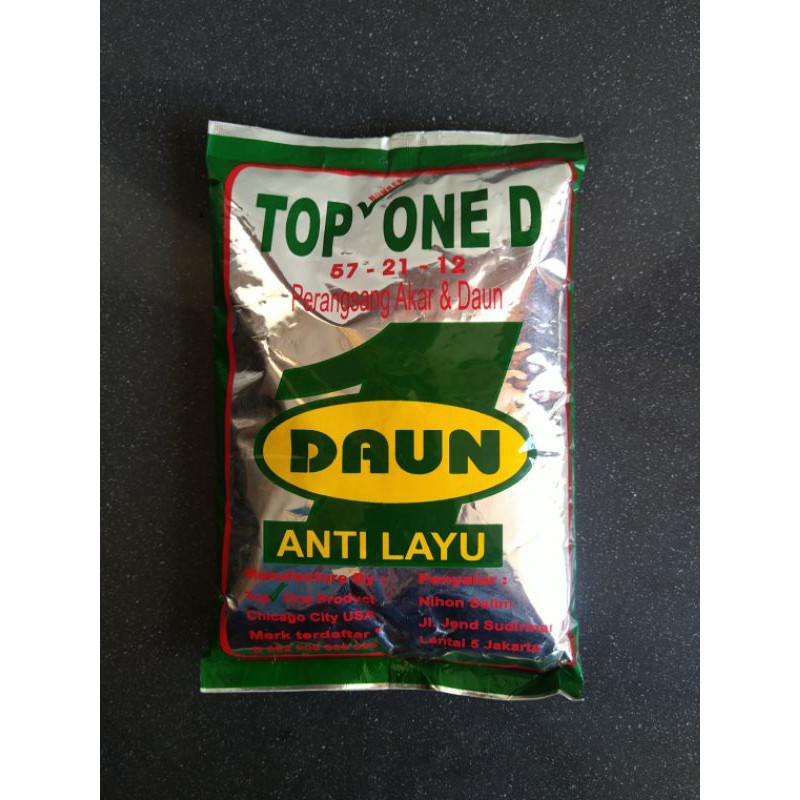 TOP ONE D
57 - 21 - 12
Perangsang Akar & Daun
1
DAUN
ANTI LAYU
Manufacture By :
Top One Product
Chicago City USA
Merk terdaftar
Penyalur :
Nihon Salim
Jl. Jend Sudirman
Lantai 5 Jakarta